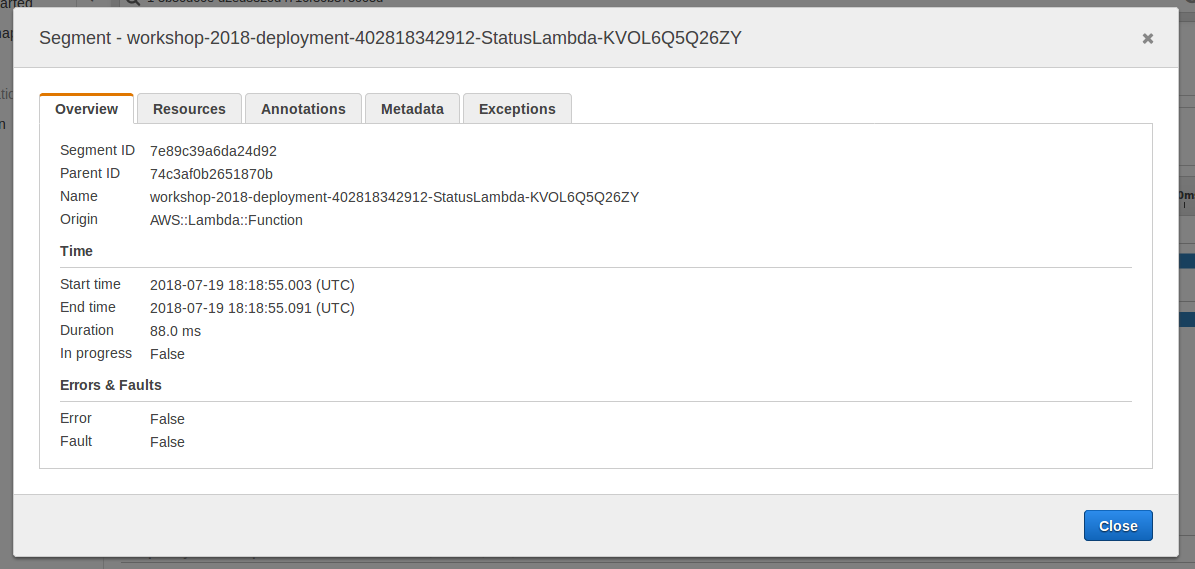 Segment - workshop-2018-deployment-402818342912-StatusLambda-KVOL6Q5Q26ZY
×
Overview Resources Annotations Metadata Exceptions
Segment ID 7e89c39a6da24d92
Parent ID 74c3af0b2651870b
Name workshop-2018-deployment-402818342912-StatusLambda-KVOL6Q5Q26ZY
Origin AWS::Lambda::Function
Time
Start time 2018-07-19 18:18:55.003 (UTC)
End time 2018-07-19 18:18:55.091 (UTC)
Duration 88.0 ms
In progress False
Errors & Faults
Error False
Fault False
Close